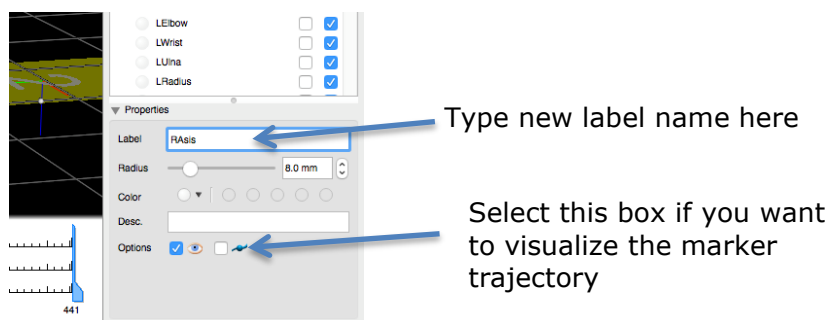 LElbow
LWrist
LUlna
LRadius
Properties
Label RAsis
Radius 8.0 mm
Color
Desc.
Options
441
Type new label name here
Select this box if you want
to visualize the marker
trajectory